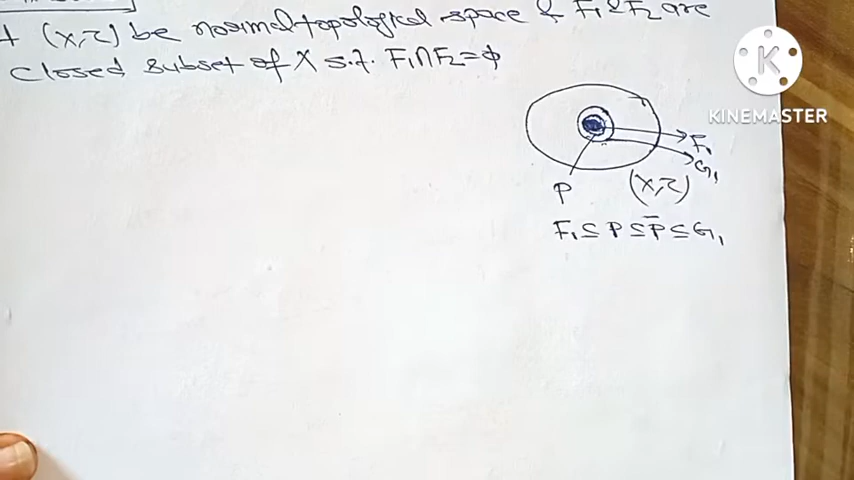 (X,τ) be normal topological space & F₁ & F₂ are
closed subset of X s.t. F₁∩F₂=ϕ
K
KINEMASTER
F₁
G₁
P
(X,τ)
F₁ ⊆ P ⊆ P̅ ⊆ G₁